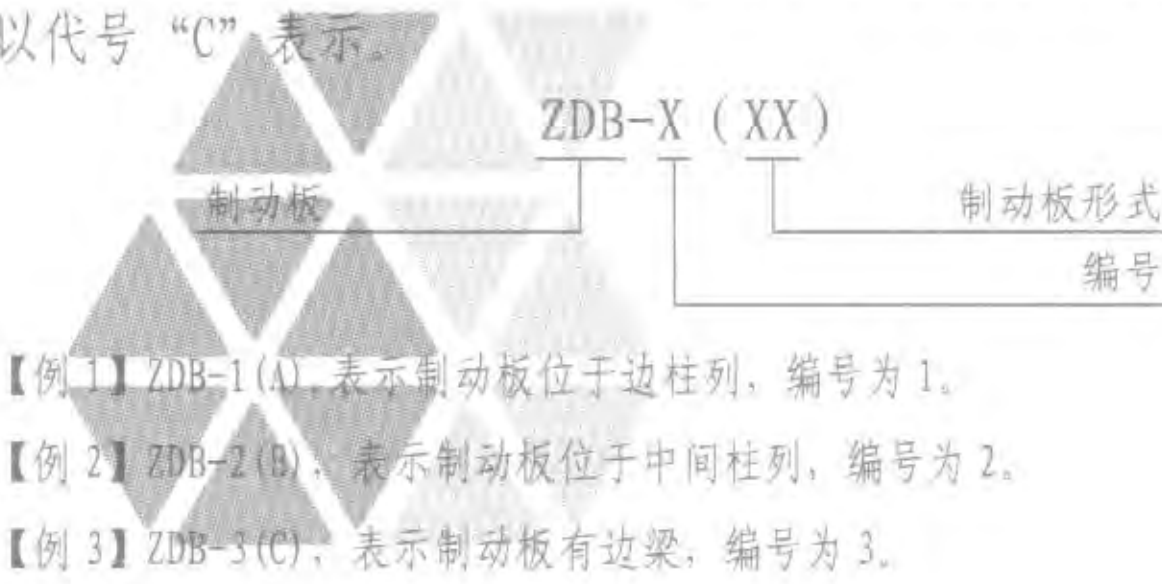 以代号 “C” 表示。
ZDB-X (XX)
制动板
制动板形式
编号
【例 1】ZDB-1(A),表示制动板位于边柱列，编号为 1。
【例 2】ZDB-2(B)，表示制动板位于中间柱列，编号为 2。
【例 3】ZDB-3(C)，表示制动板有边梁，编号为 3。